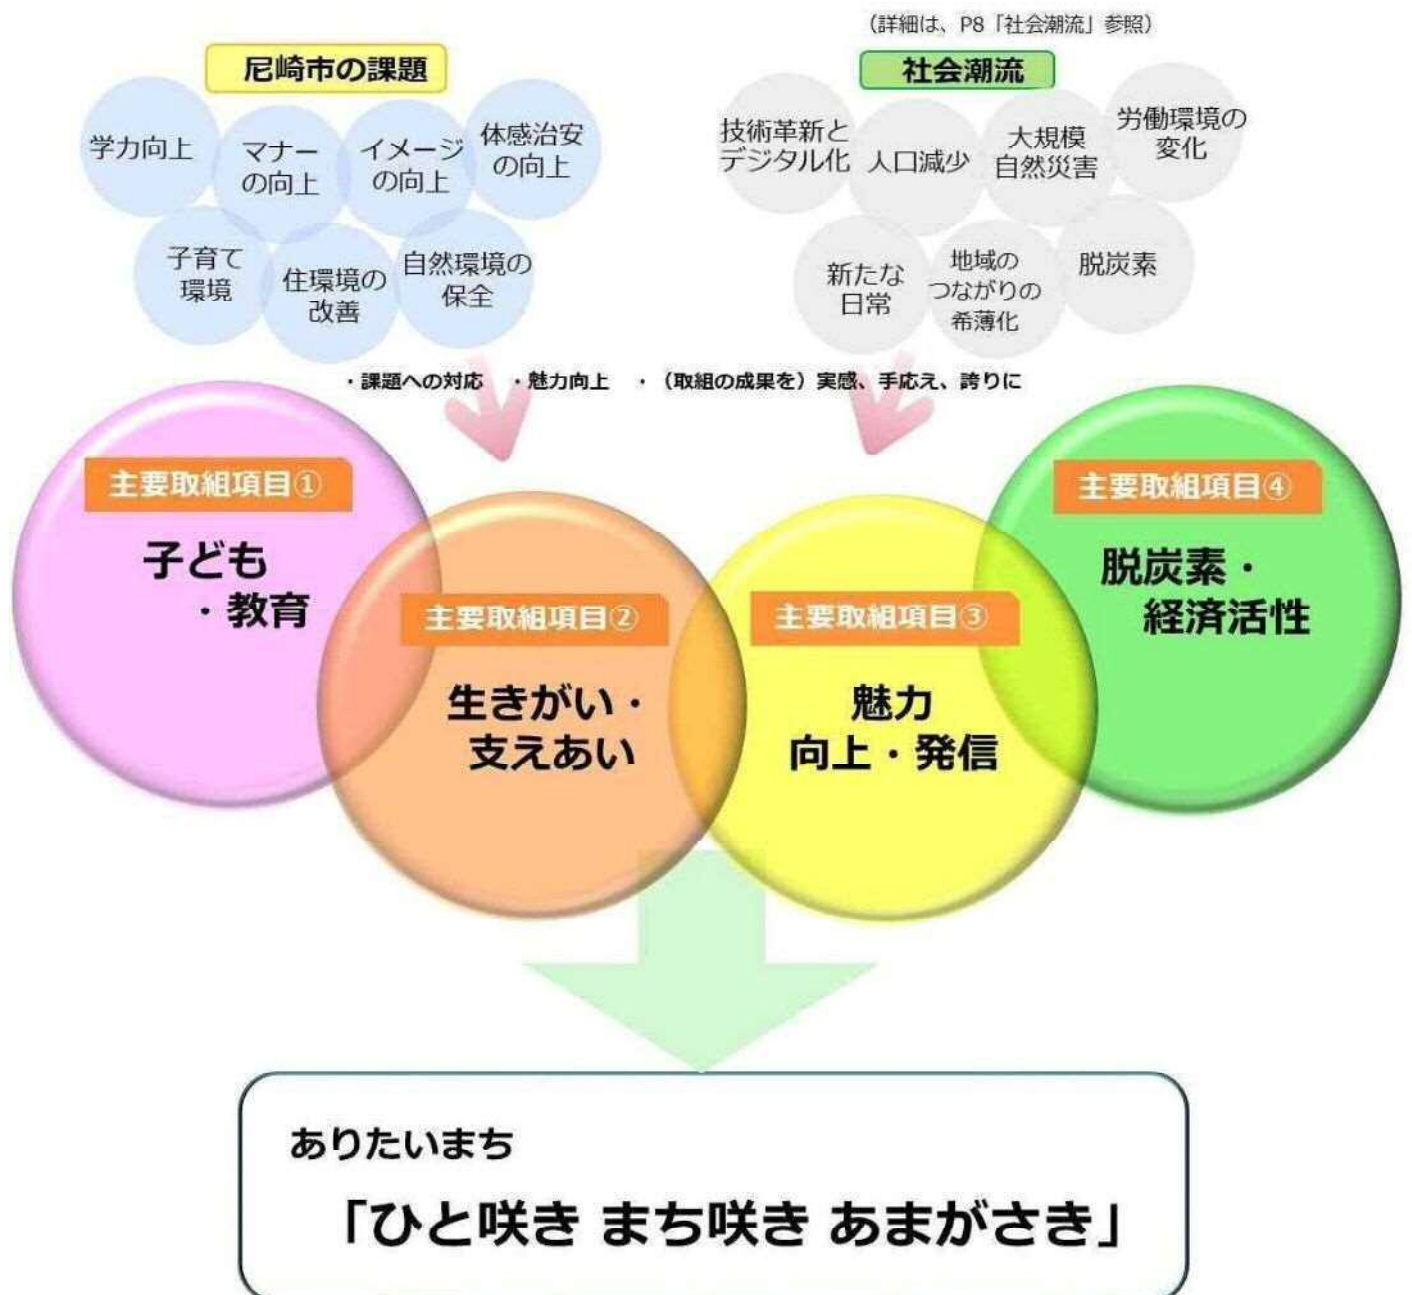 （詳細は、P8「社会潮流」参照）
尼崎市の課題
学力向上
マナー
の向上
イメージ
の向上
体感治安
の向上
子育て
環境
住環境の
改善
自然環境の
保全
社会潮流
技術革新と
デジタル化
人口減少
大規模
自然災害
労働環境の
変化
新たな
日常
地域の
つながりの
希薄化
脱炭素
・課題への対応　・魅力向上　・（取組の成果を）実感、手応え、誇りに
主要取組項目①
子ども
・教育
主要取組項目②
生きがい・
支えあい
主要取組項目③
魅力
向上・発信
主要取組項目④
脱炭素・
経済活性
ありたいまち
「ひと咲き まち咲き あまがさき」